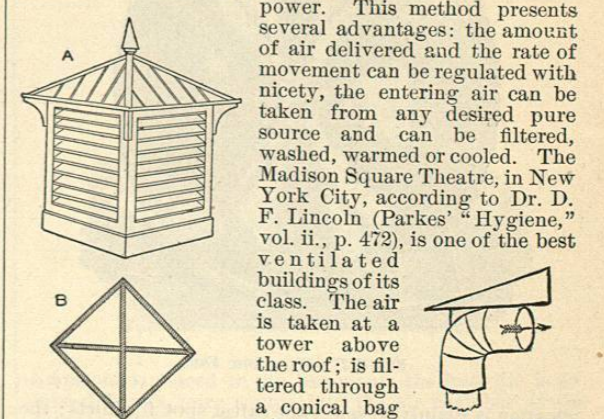 power. This method presents
several advantages: the amount
of air delivered and the rate of
movement can be regulated with
nicety, the entering air can be
taken from any desired pure
source and can be filtered,
washed, warmed or cooled. The
Madison Square Theatre, in New
York City, according to Dr. D.
F. Lincoln (Parkes' "Hygiene,"
vol. ii., p. 472), is one of the best
ventilated
buildings of its
class. The air
is taken at a
tower above
the roof; is fil-
tered through
a conical bag
A
B